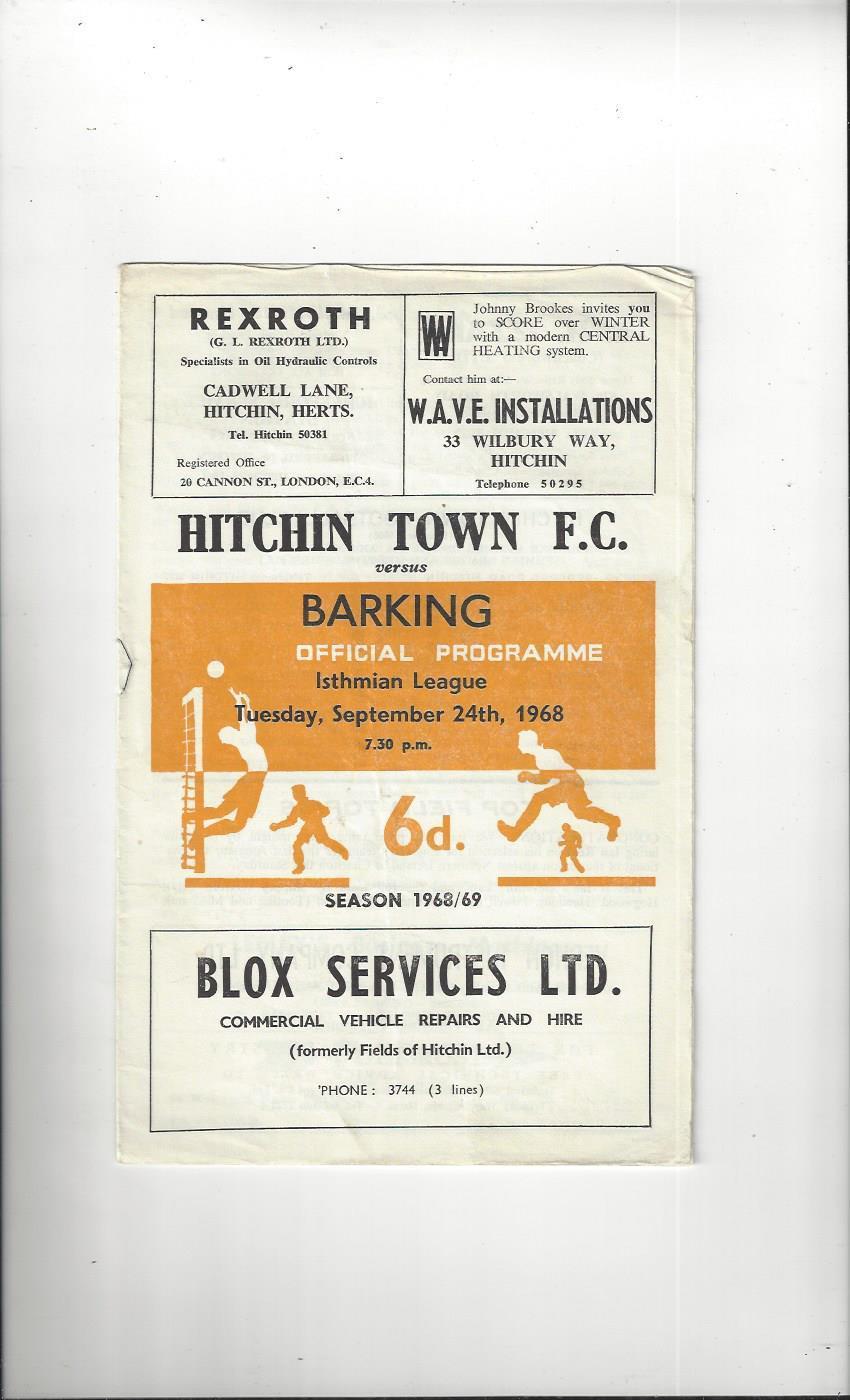 REXROTH
(G. L. REXROTH LTD.)
Specialists in Oil Hydraulic Controls
CADWELL LANE,
HITCHIN, HERTS.
Tel. Hitchin 50381
Registered Office
20 CANNON ST., LONDON, E.C.4.
Johnny Brookes invites you
to SCORE over WINTER
with a modern CENTRAL
HEATING system.
Contact him at:—
W.A.V.E. INSTALLATIONS
33 WILBURY WAY,
HITCHIN
Telephone 50295
HITCHIN TOWN F.C.
versus
BARKING
OFFICIAL PROGRAMME
Isthmian League
Tuesday, September 24th, 1968
7.30 p.m.
6d.
SEASON 1968/69
BLOX SERVICES LTD.
COMMERCIAL VEHICLE REPAIRS AND HIRE
(formerly Fields of Hitchin Ltd.)
'PHONE : 3744 (3 lines)